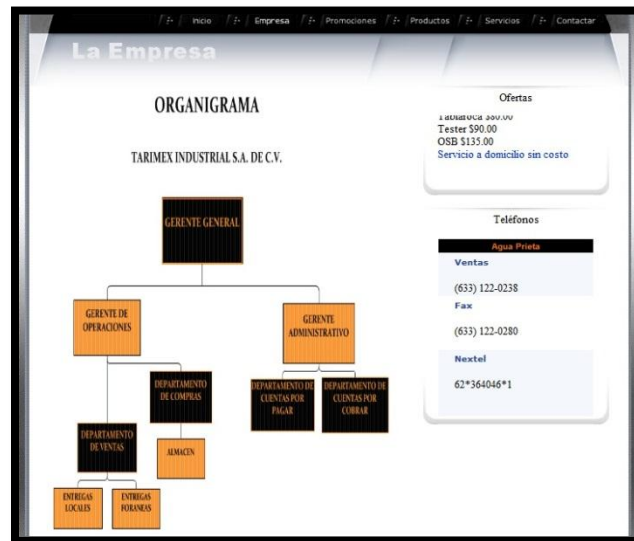 Inicio Empresa Promociones Productos Servicios Contactar
La Empresa
ORGANIGRAMA
TARIMEX INDUSTRIAL S.A. DE C.V.
GERENTE GENERAL
GERENTE DE
OPERACIONES
GERENTE
ADMINISTRATIVO
DEPARTAMENTO
DE COMPRAS
DEPARTAMENTO DE
CUENTAS POR
PAGAR
DEPARTAMENTO DE
CUENTAS POR
COBRAR
DEPARTAMENTO
DE VENTAS
ALMACEN
ENTREGAS
LOCALES
ENTREGAS
FORANEAS
Ofertas
Tablaroca $80.00
Tester $90.00
OSB $135.00
Servicio a domicilio sin costo
Teléfonos
Agua Prieta
Ventas
(633) 122-0238
Fax
(633) 122-0280
Nextel
62*364046*1